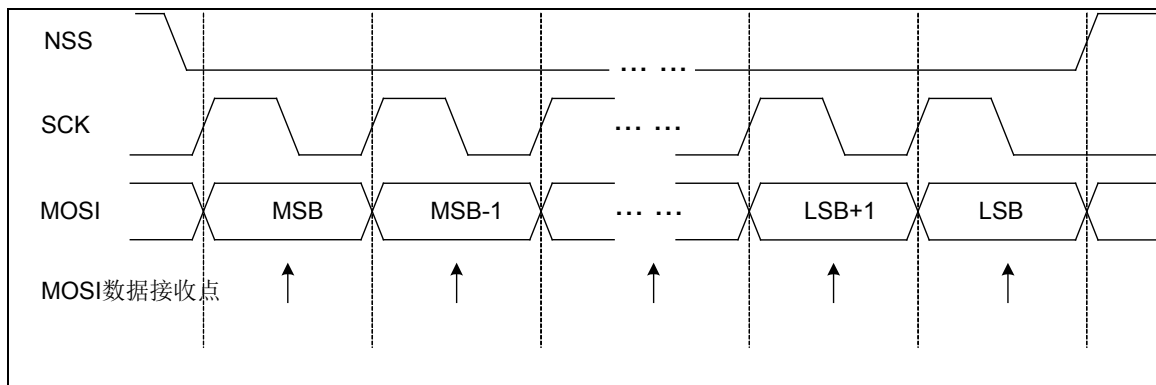 NSS
... ...
SCK
... ...
MOSI
MSB
MSB-1
... ...
LSB+1
LSB
MOSI数据接收点